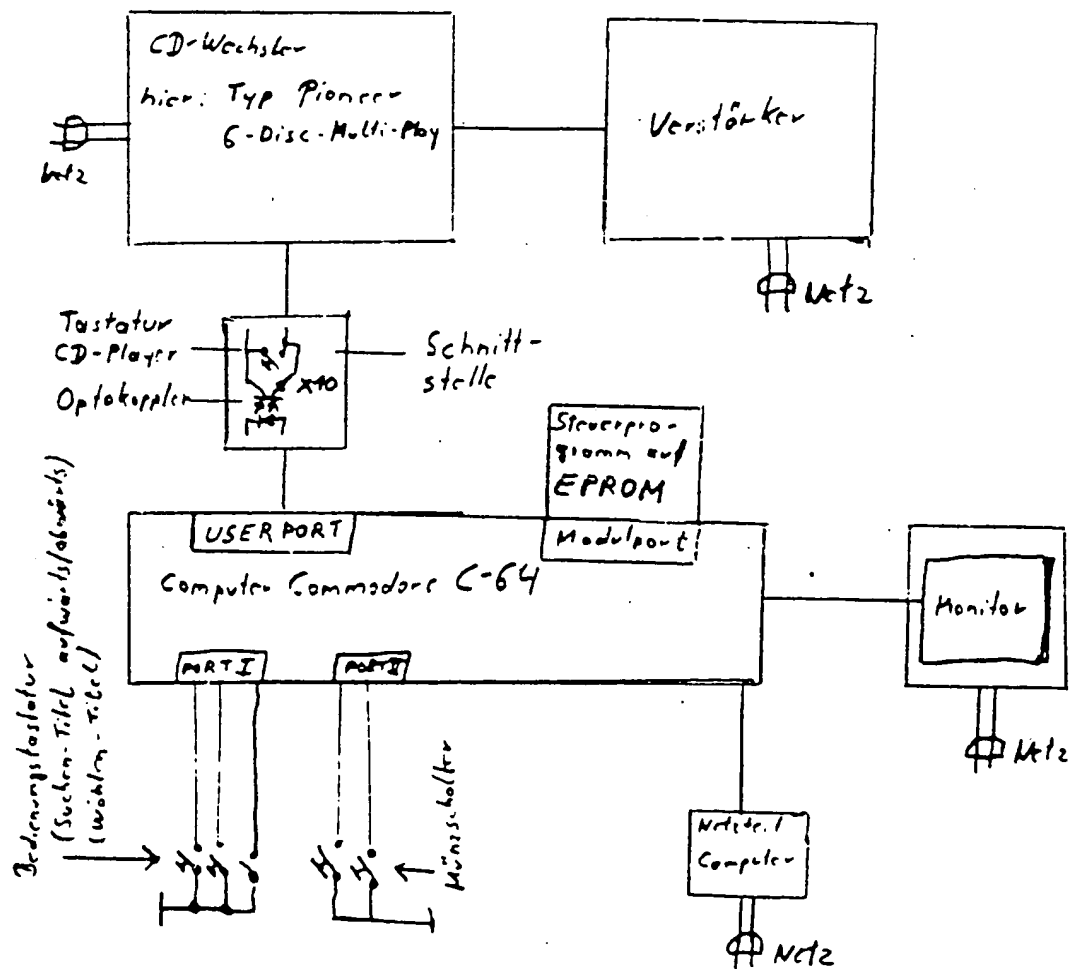 CD-Wechsler
hier: Typ Pioneer
6-Disc-Multi-Play
Netz
Verstärker
Netz
Tastatur
CD-Player
Optokoppler
x10
Schnitt-
stelle
Steuerpro-
gramm auf
EPROM
USERPORT
Modulport
Computer Commodore C-64
Monitor
PORT I
PORT II
Netz
Bedienungstastatur
(Suchen-Titel aufwärts/abwärts)
(Wählen-Titel)
Münzschalter
Netzteil
Computer
Netz